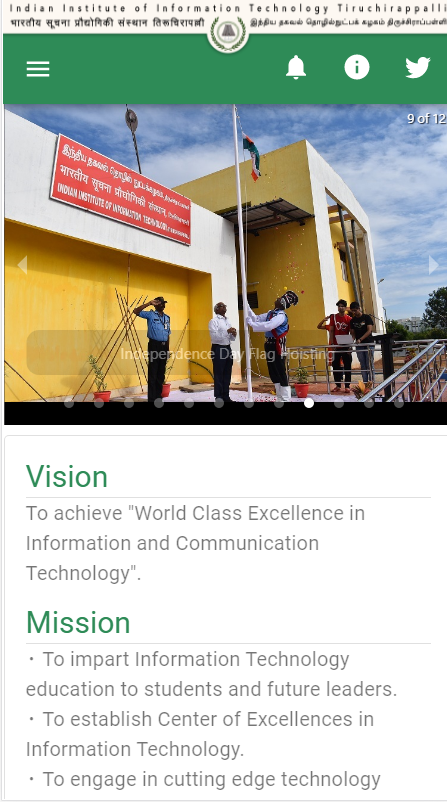 Indian Institute of Information Technology Tiruchirappalli
भारतीय सूचना प्रौद्योगिकी संस्थान तिरूचिरापल्ली
இந்திய தகவல் தொழில்நுட்பக் கழகம் திருச்சிராப்பள்ளி
9 of 12
இந்திய தகவல் தொழில் நுட்பக்கழகம்,
भारतीय सूचना प्रौद्योगिकी संस्थान,
INDIAN INSTITUTE OF INFORMATION TECHNOLOGY,
Independence Day Flag Hoisting
Vision
To achieve "World Class Excellence in
Information and Communication
Technology".
Mission
· To impart Information Technology
education to students and future leaders.
· To establish Center of Excellences in
Information Technology.
· To engage in cutting edge technology